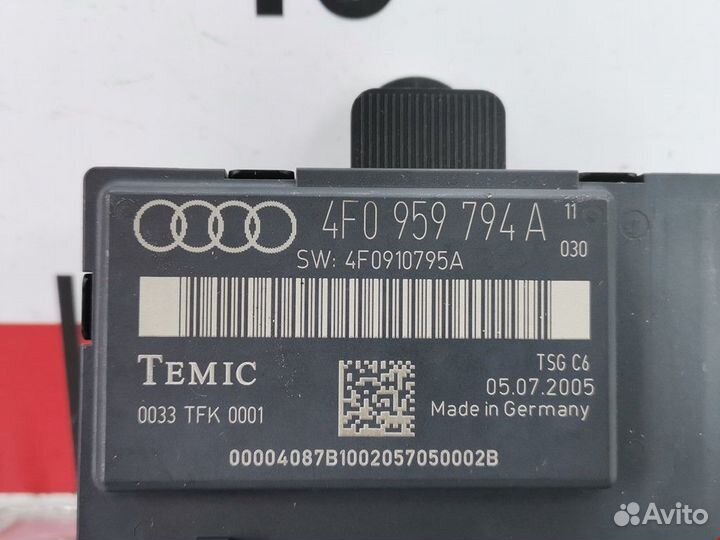 4F0 959 794 A 11
030
SW: 4F0910795A
TEMIC
TSG C6
05.07.2005
0033 TFK 0001
Made in Germany
00004087B1002057050002B
Avito